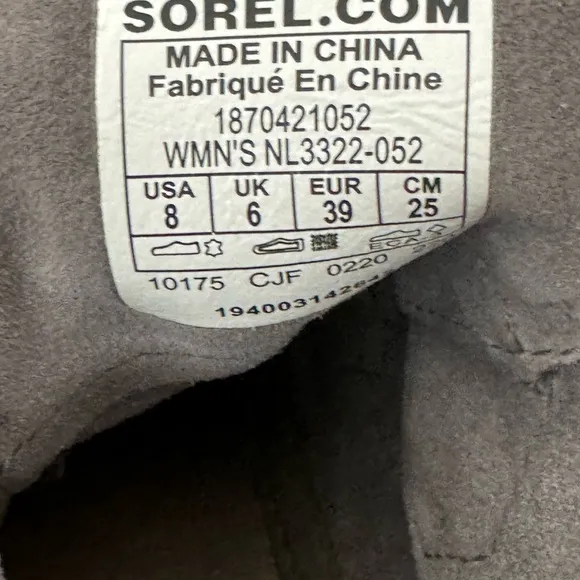 SOREL.COM
MADE IN CHINA
Fabriqué En Chine
1870421052
WMN'S NL3322-052
USA UK EUR CM
8 6 39 25
10175 CJF 0220